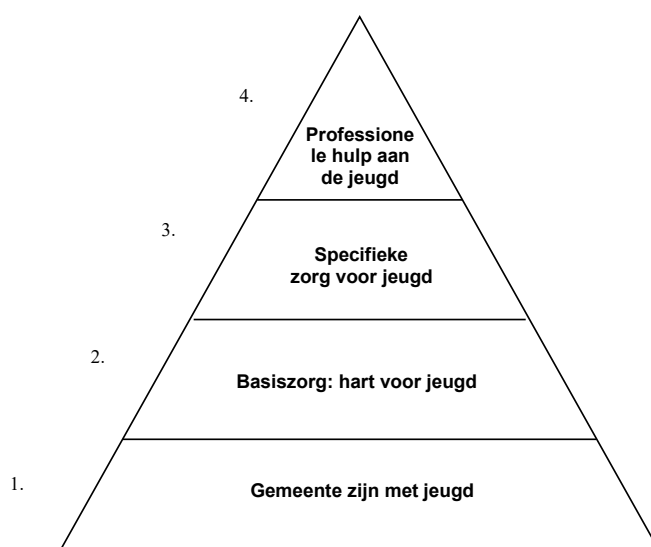 4.
Professione
le hulp aan
de jeugd
3.
Specifieke
zorg voor jeugd
2.
Basiszorg: hart voor jeugd
1.
Gemeente zijn met jeugd